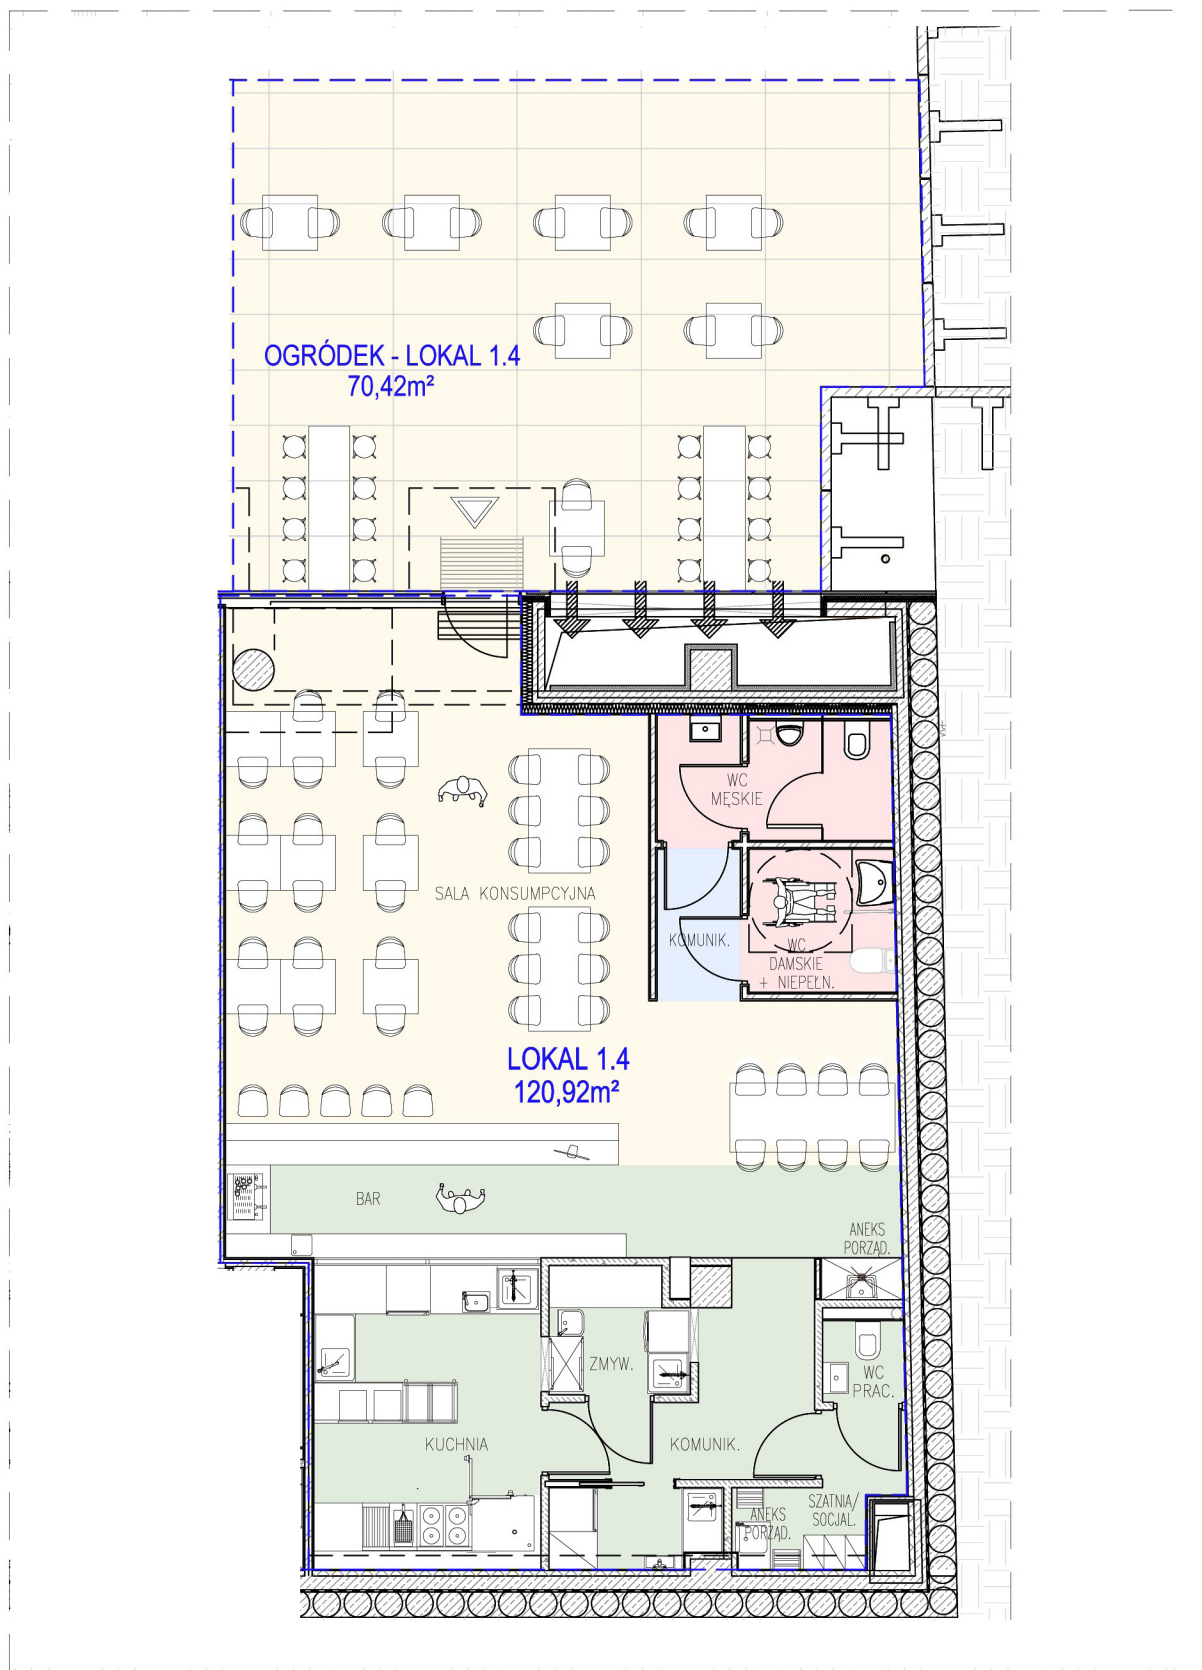 OGRÓDEK - LOKAL 1.4
70,42m²
WC
MĘSKIE
SALA KONSUMPCYJNA
KOMUNIK.
WC
DAMSKIE
+ NIEPEŁN.
LOKAL 1.4
120,92m²
BAR
ANEKS
PORZĄD.
ZMYW.
WC
PRAC.
KUCHNIA
KOMUNIK.
SZATNIA/
SOCJAL.
ANEKS
PORZĄD.